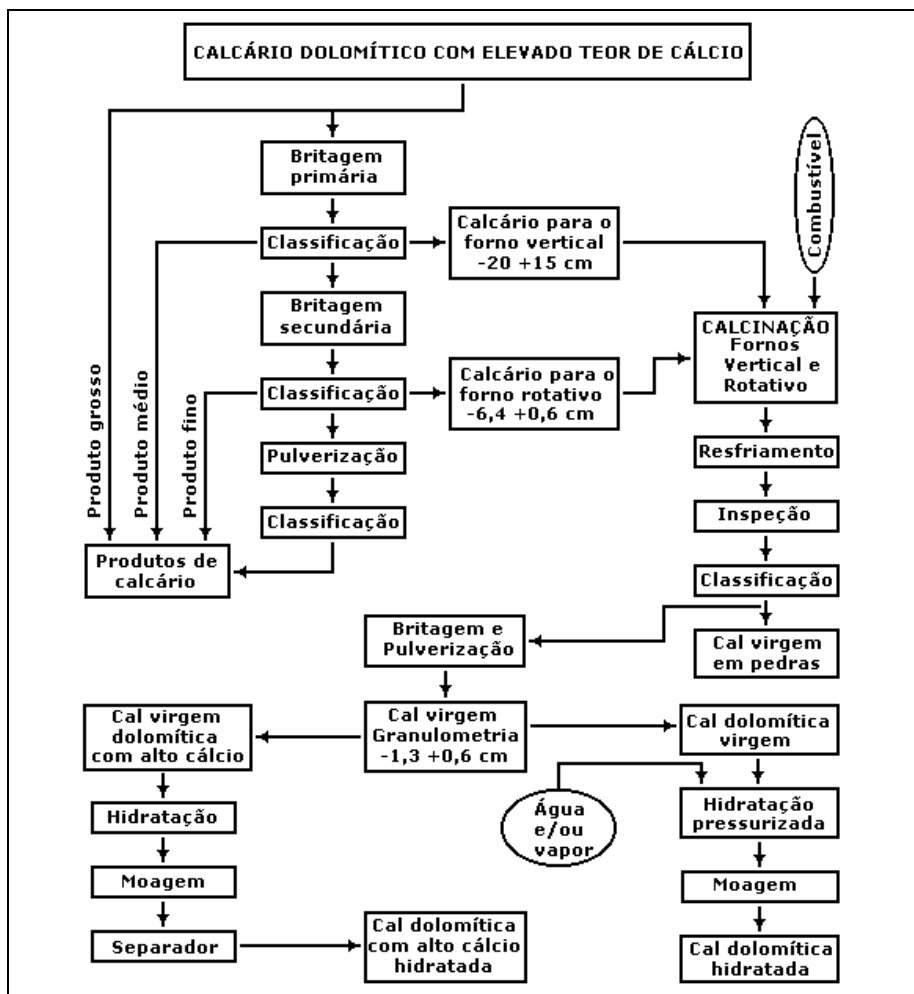 CALCÁRIO DOLOMÍTICO COM ELEVADO TEOR DE CÁLCIO
Britagem
primária
Combustível
Classificação
Calcário para o
forno vertical
-20 +15 cm
Britagem
secundária
CALCINAÇÃO
Fornos
Vertical e
Rotativo
Produto grosso
Produto médio
Produto fino
Classificação
Calcário para o
forno rotativo
-6,4 +0,6 cm
Pulverização
Resfriamento
Classificação
Inspeção
Produtos de
calcário
Classificação
Britagem e
Pulverização
Cal virgem
em pedras
Cal virgem
dolomítica
com alto cálcio
Cal virgem
Granulometria
-1,3 +0,6 cm
Cal dolomítica
virgem
Hidratação
Água
e/ou
vapor
Hidratação
pressurizada
Moagem
Moagem
Separador
Cal dolomítica
com alto cálcio
hidratada
Cal dolomítica
hidratada